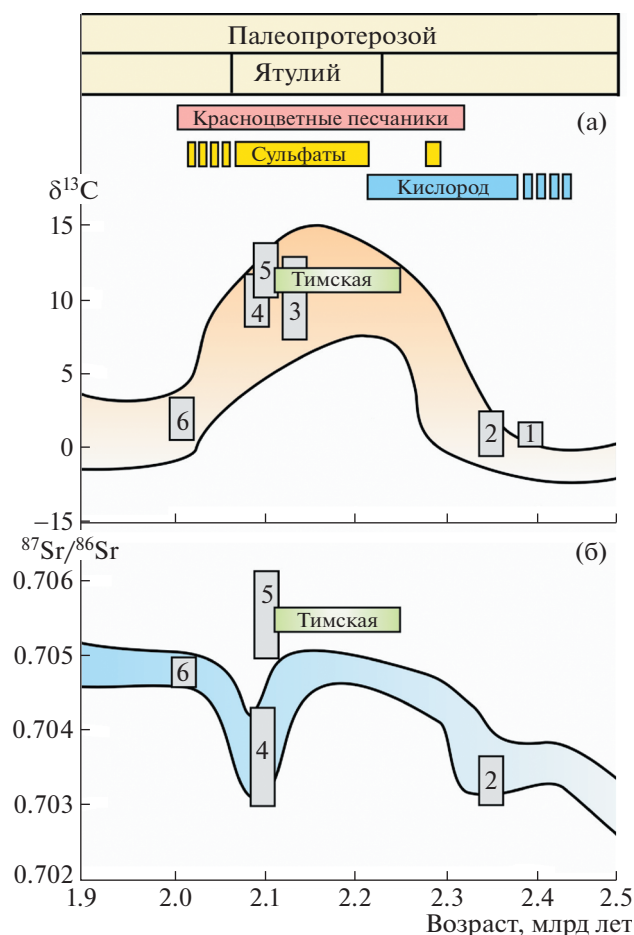 Палеопротерозой
Ятулий
Красноцветные песчаники
(а)
Сульфаты
Кислород
δ¹³C
15
10
5
0
−15
5
4
3
Тимская
6
2
1
⁸⁷Sr/⁸⁶Sr
(б)
0.706
0.705
0.704
0.703
0.702
5
Тимская
6
4
2
1.9 2.0 2.1 2.2 2.3 2.4 2.5
Возраст, млрд лет